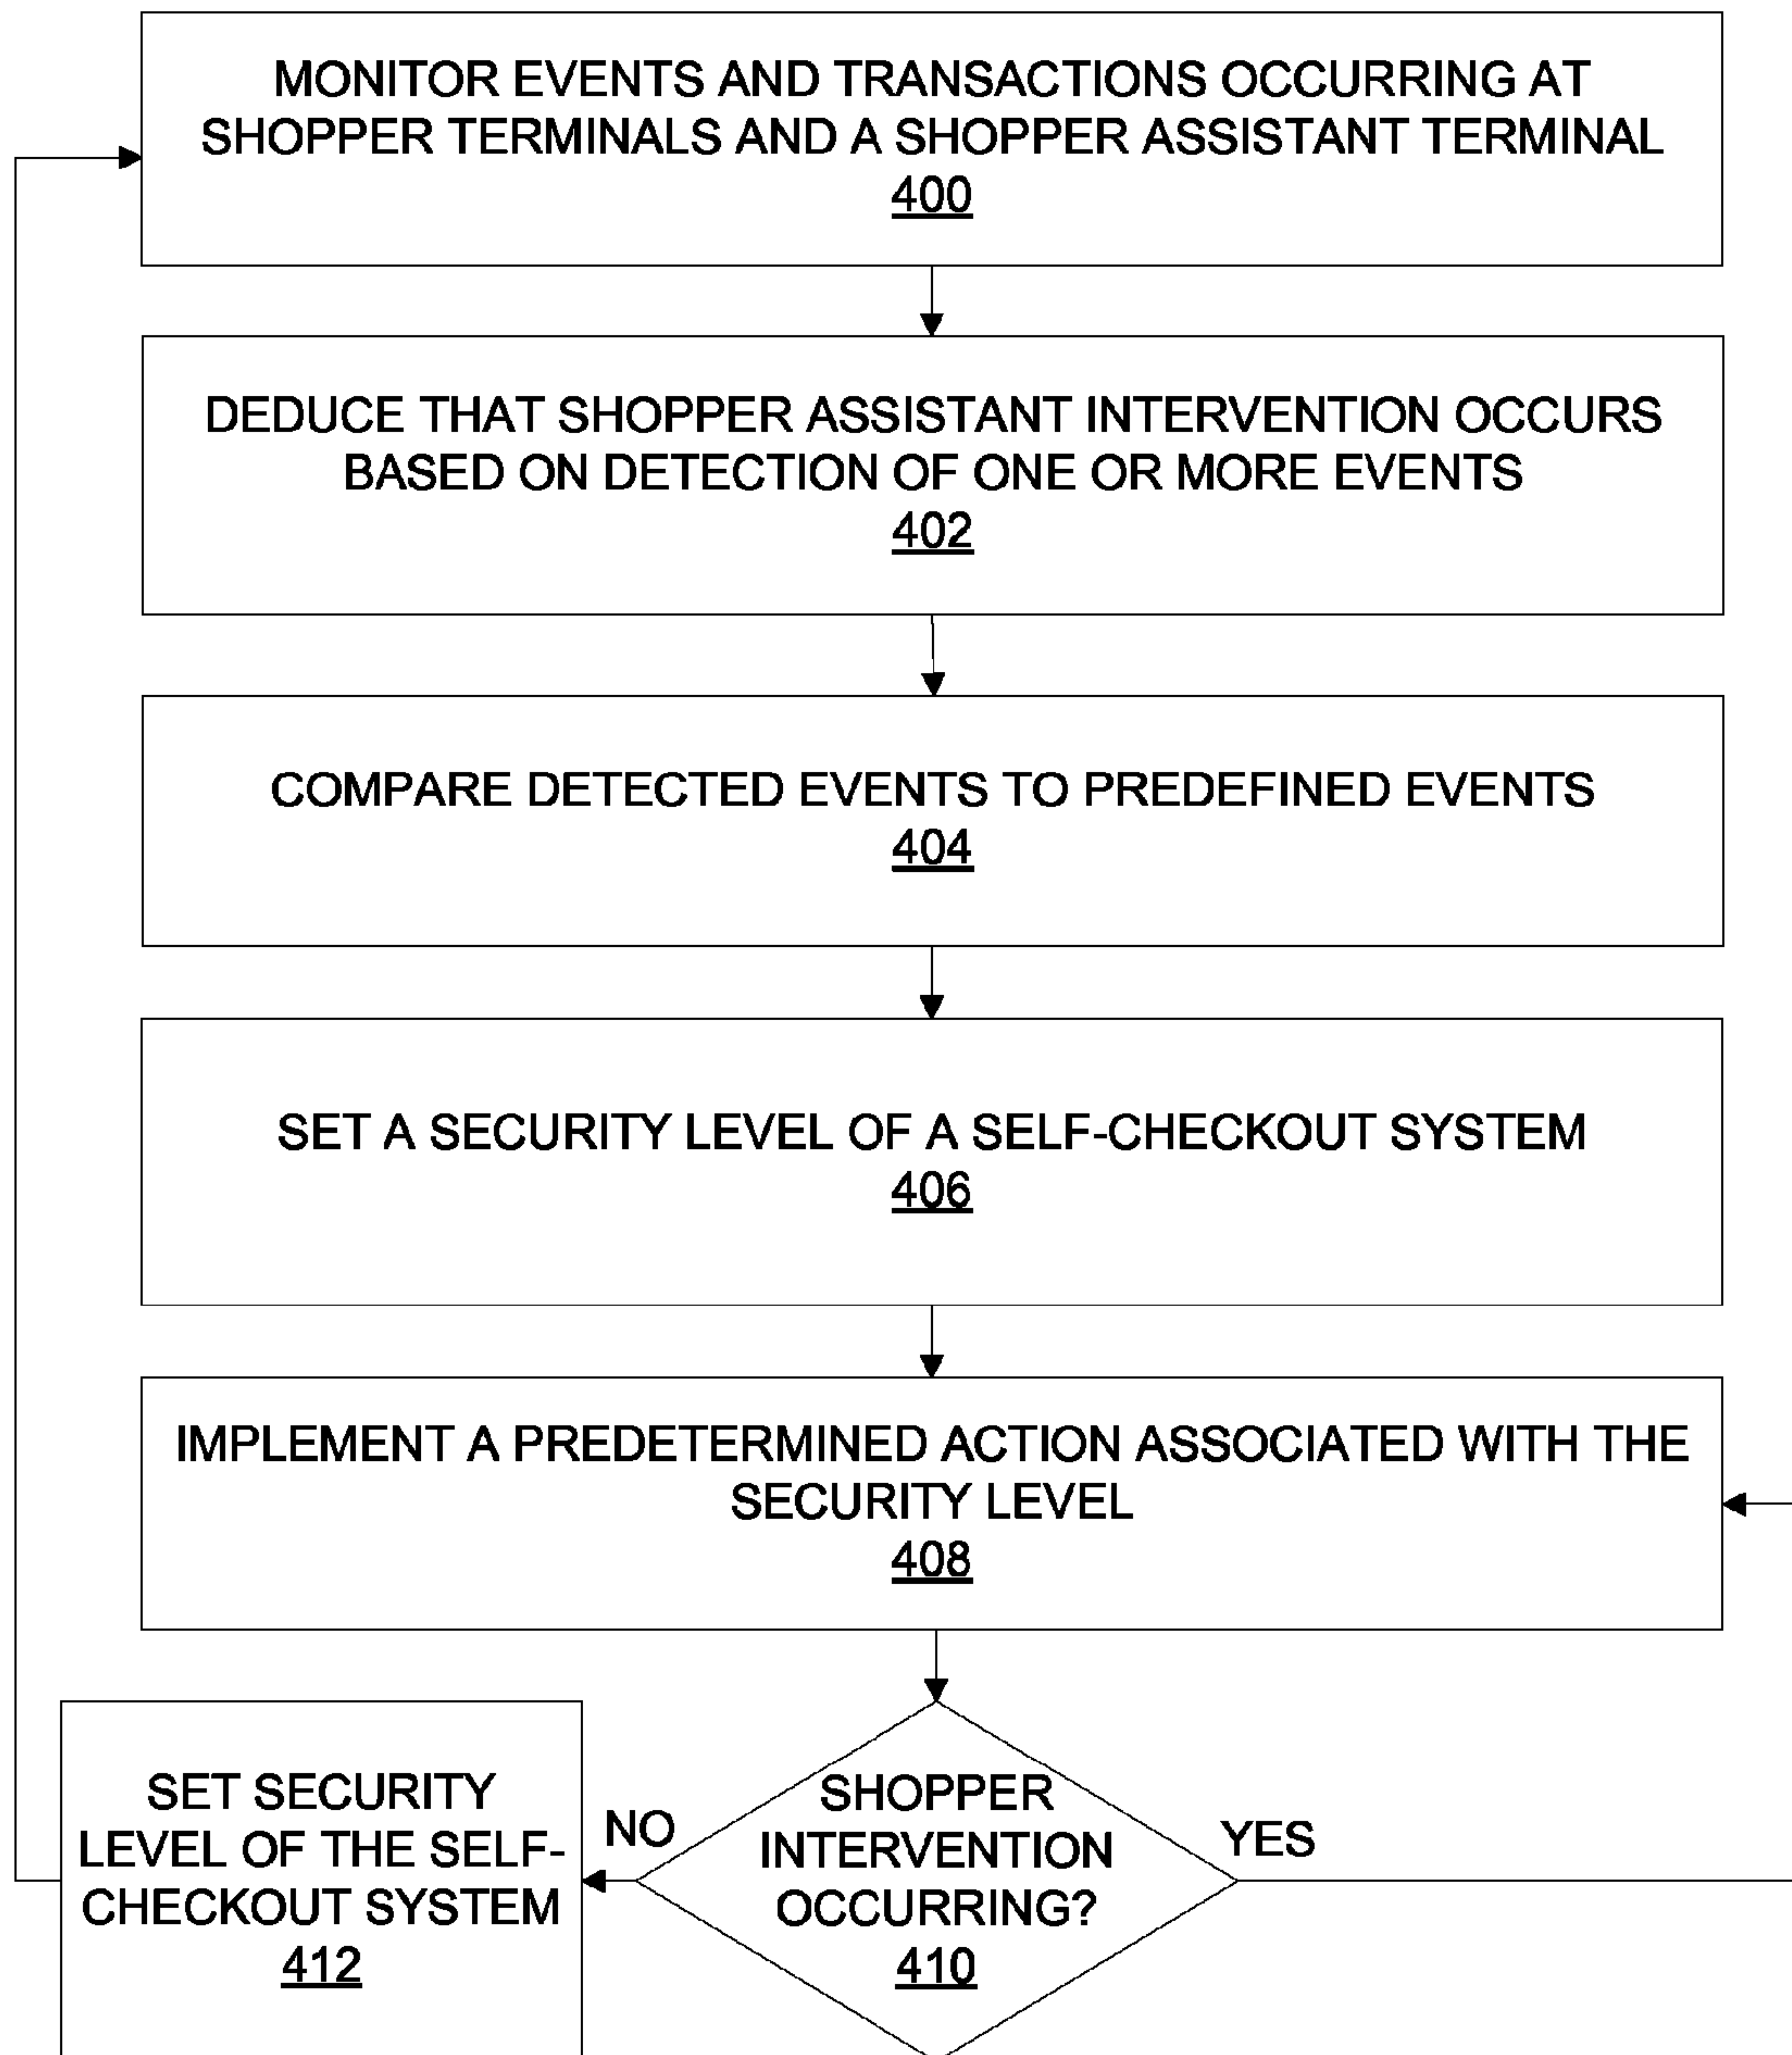 MONITOR EVENTS AND TRANSACTIONS OCCURRING AT
SHOPPER TERMINALS AND A SHOPPER ASSISTANT TERMINAL
400
DEDUCE THAT SHOPPER ASSISTANT INTERVENTION OCCURS
BASED ON DETECTION OF ONE OR MORE EVENTS
402
COMPARE DETECTED EVENTS TO PREDEFINED EVENTS
404
SET A SECURITY LEVEL OF A SELF-CHECKOUT SYSTEM
406
IMPLEMENT A PREDETERMINED ACTION ASSOCIATED WITH THE
SECURITY LEVEL
408
SHOPPER
INTERVENTION
OCCURRING?
410
YES
NO
SET SECURITY
LEVEL OF THE SELF-
CHECKOUT SYSTEM
412